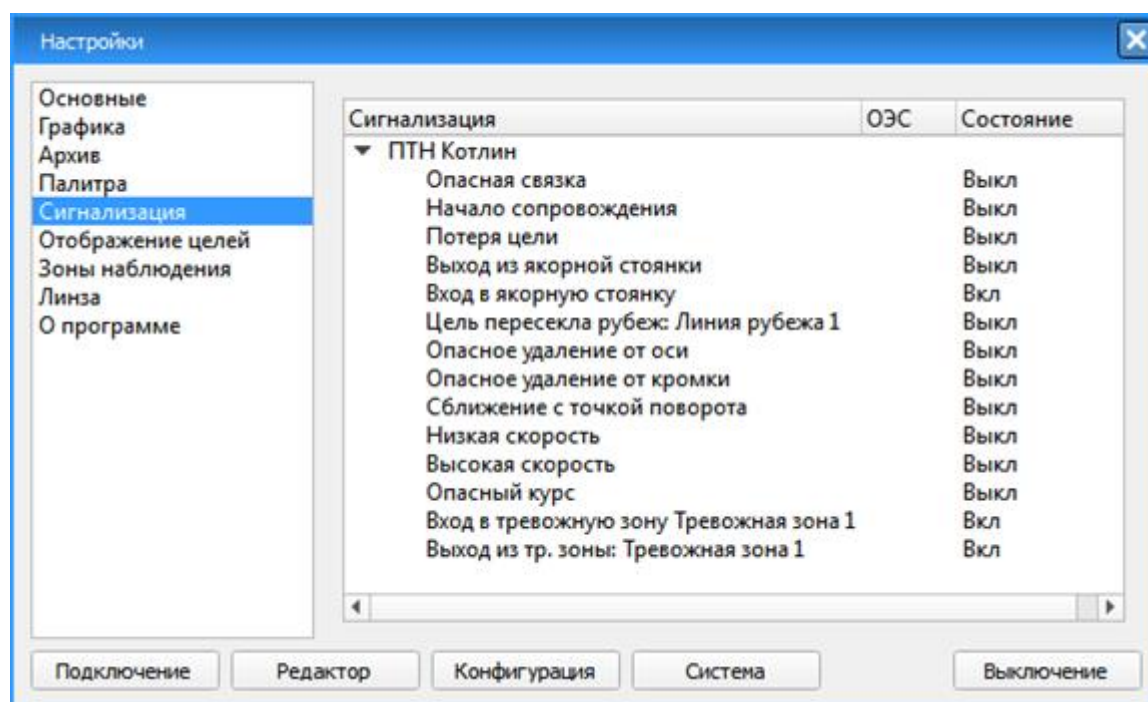 Настройки
Основные
Графика
Архив
Палитра
Сигнализация
Отображение целей
Зоны наблюдения
Линза
О программе
Сигнализация ОЭС Состояние
ПТН Котлин
Опасная связка Выкл
Начало сопровождения Выкл
Потеря цели Выкл
Выход из якорной стоянки Выкл
Вход в якорную стоянку Вкл
Цель пересекла рубеж: Линия рубежа 1 Выкл
Опасное удаление от оси Выкл
Опасное удаление от кромки Выкл
Сближение с точкой поворота Выкл
Низкая скорость Выкл
Высокая скорость Выкл
Опасный курс Выкл
Вход в тревожную зону Тревожная зона 1 Вкл
Выход из тр. зоны: Тревожная зона 1 Вкл
Подключение Редактор Конфигурация Система Выключение